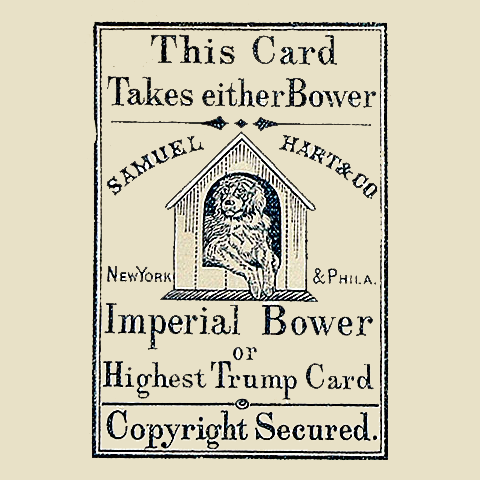 This Card
Takes either Bower
SAMUEL HART & CO
NEW YORK & PHILA.
Imperial Bower
or
Highest Trump Card
Copyright Secured.